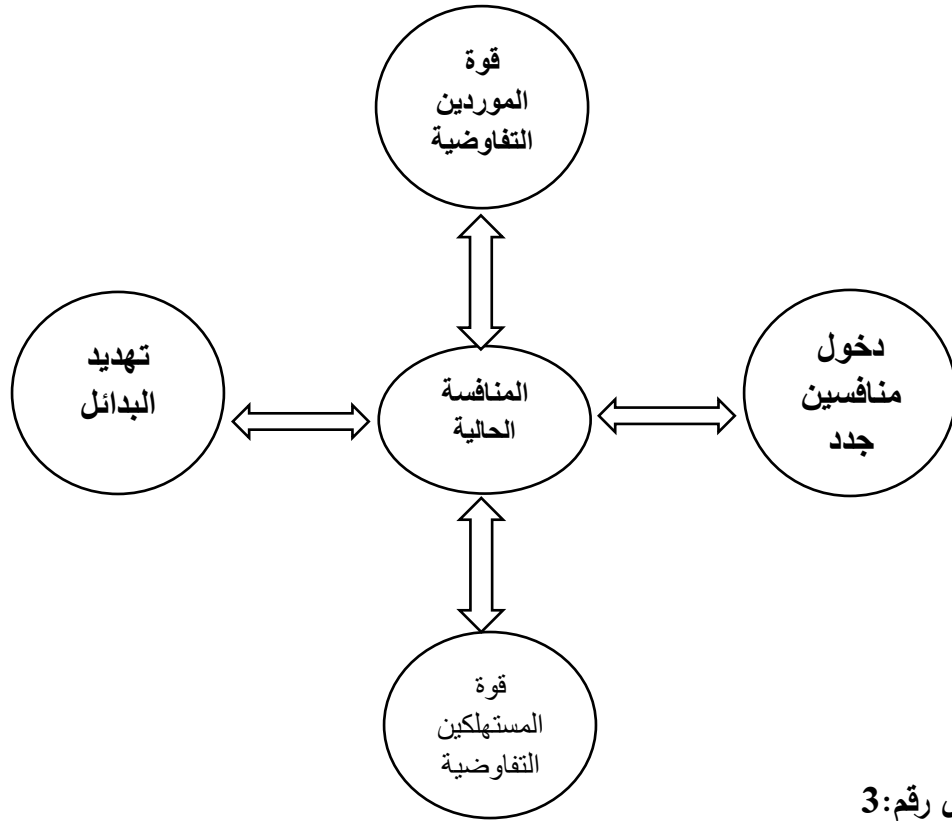 قوة
الموردين
التفاوضية
دخول
منافسين
جدد
المنافسة
الحالية
تهديد
البدائل
قوة
المستهلكين
التفاوضية
رقم:3